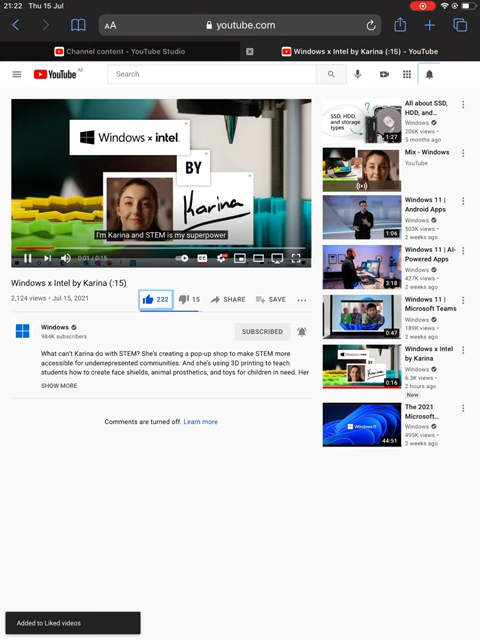 21:22 Thu 15 Jul
AA
youtube.com
Channel content - YouTube Studio
Windows x Intel by Karina (:15) - YouTube
YouTube AE
Search
Windows × intel.
BY
Karina
I'm Karina and STEM is my superpower
0:01 / 0:15
Windows x Intel by Karina (:15)
2,124 views • Jul 15, 2021
222
15
SHARE
SAVE
Windows
984K subscribers
SUBSCRIBED
What can't Karina do with STEM? She's creating a pop-up shop to make STEM more
accessible for underrepresented communities. And she's using 3D printing to teach
students how to create face shields, animal prosthetics, and toys for children in need. Her
SHOW MORE
Comments are turned off. Learn more
SSD, HDD,
and storage
types
1:27
All about SSD,
HDD, and...
Windows
206K views •
5 months ago
Mix - Windows
YouTube
1:06
Windows 11 |
Android Apps
Windows
503K views •
2 weeks ago
3:18
Windows 11 | AI-
Powered Apps
Windows
427K views •
2 weeks ago
0:47
Windows 11 |
Microsoft Teams
Windows
189K views •
2 weeks ago
0:16
Windows x Intel
by Karina
Windows
6.3K views •
2 hours ago
New
Windows 11
44:51
The 2021
Microsoft...
Windows
495K views •
2 weeks ago
Added to Liked videos